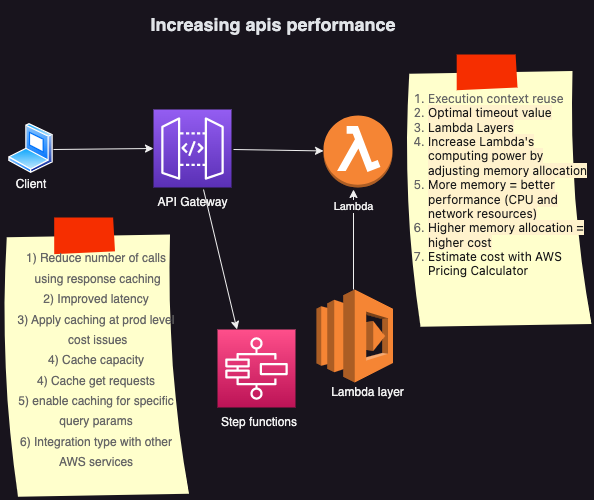 Increasing apis performance
Client
API Gateway
Lambda
Step functions
Lambda layer
1) Reduce number of calls
using response caching
2) Improved latency
3) Apply caching at prod level
cost issues
4) Cache capacity
4) Cache get requests
5) enable caching for specific
query params
6) Integration type with other
AWS services
1. Execution context reuse
2. Optimal timeout value
3. Lambda Layers
4. Increase Lambda's
computing power by
adjusting memory allocation
5. More memory = better
performance (CPU and
network resources)
6. Higher memory allocation =
higher cost
7. Estimate cost with AWS
Pricing Calculator